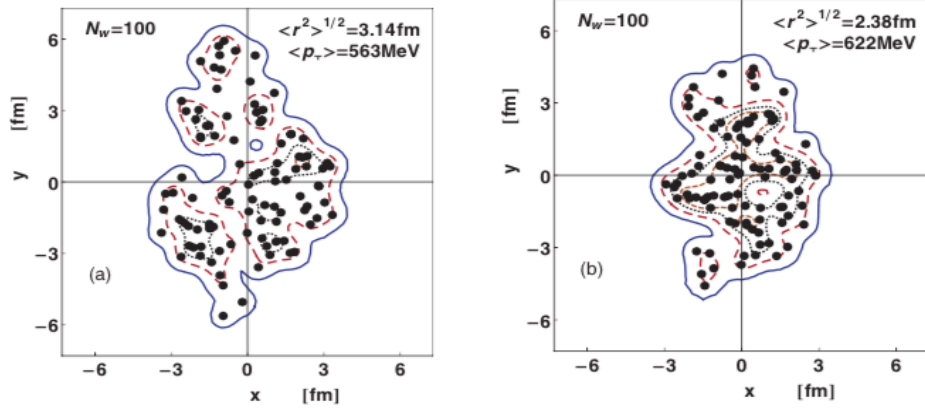 N_w=100
<r²>^{1/2}=3.14fm
<p_T>=563MeV
6
3
0
−3
−6
y [fm]
(a)
−6 −3 0 3 6
x [fm]
N_w=100
<r²>^{1/2}=2.38fm
<p_T>=622MeV
6
3
0
−3
−6
y [fm]
(b)
−6 −3 0 3 6
x [fm]